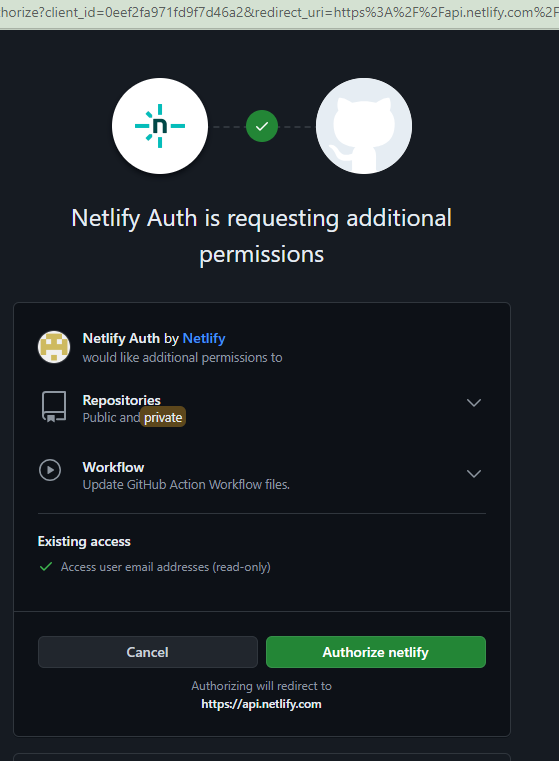 horize?client_id=0eef2fa971fd9f7d46a2&redirect_uri=https%3A%2F%2Fapi.netlify.com%2F
n
Netlify Auth is requesting additional
permissions
Netlify Auth by Netlify
would like additional permissions to
Repositories
Public and private
Workflow
Update GitHub Action Workflow files.
Existing access
Access user email addresses (read-only)
Cancel
Authorize netlify
Authorizing will redirect to
https://api.netlify.com